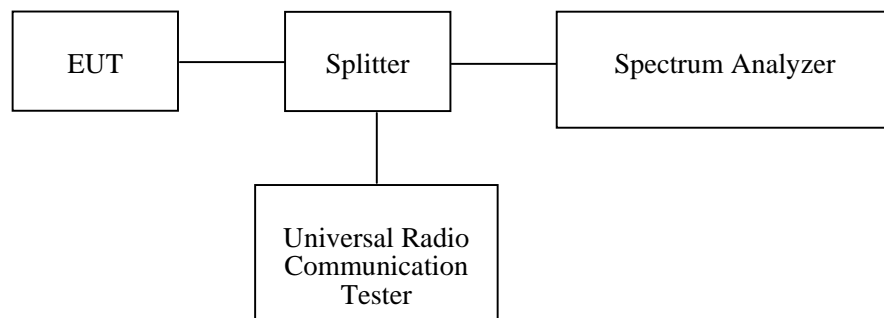 EUT
Splitter
Spectrum Analyzer
Universal Radio
Communication
Tester